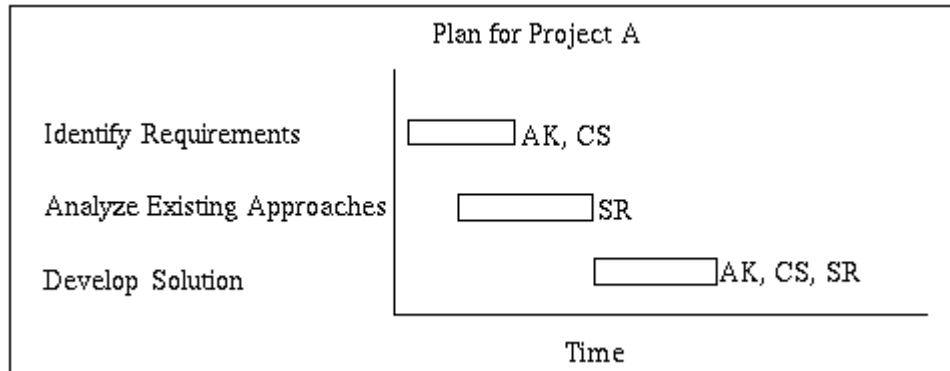 Plan for Project A
Identify Requirements
AK, CS
Analyze Existing Approaches
SR
Develop Solution
AK, CS, SR
Time